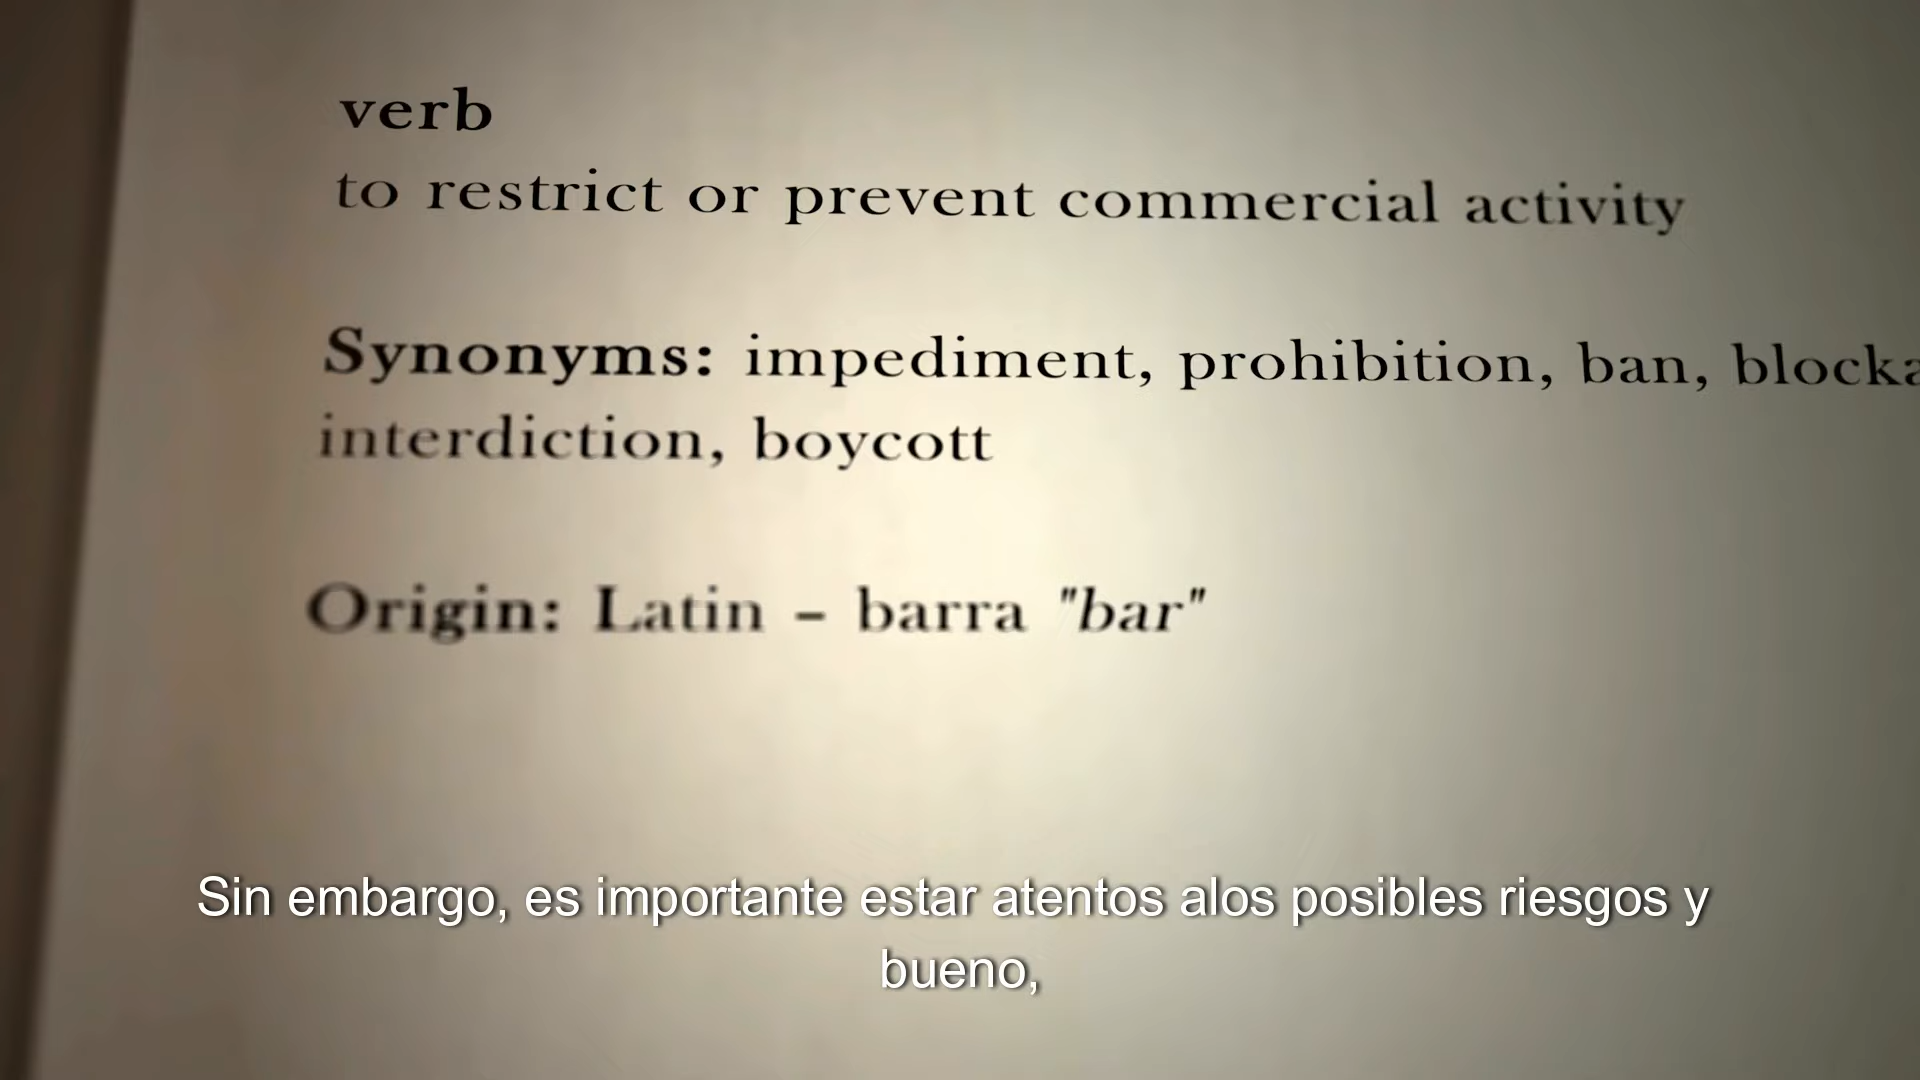 verb
to restrict or prevent commercial activity
Synonyms: impediment, prohibition, ban,
interdiction, boycott
Origin: Latin – barra "bar"
Sin embargo, es importante estar atentos alos posibles riesgos y
bueno,